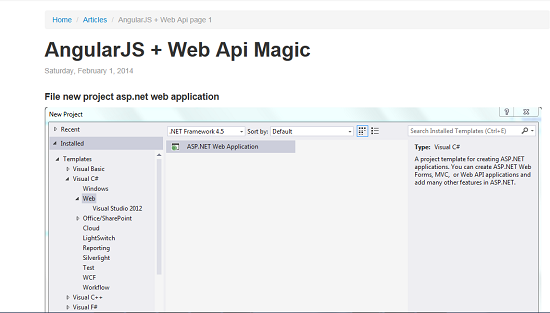 Home / Articles / AngularJS + Web Api page 1
AngularJS + Web Api Magic
Saturday, February 1, 2014
File new project asp.net web application
New Project
Recent
.NET Framework 4.5 Sort by: Default
Search Installed Templates (Ctrl+E)
Installed
ASP.NET Web Application
Type: Visual C#
A project template for creating ASP.NET
applications. You can create ASP.NET Web
Forms, MVC, or Web API applications and
add many other features in ASP.NET.
Templates
Visual Basic
Visual C#
Windows
Web
Visual Studio 2012
Office/SharePoint
Cloud
LightSwitch
Reporting
Silverlight
Test
WCF
Workflow
Visual C++
Visual F#